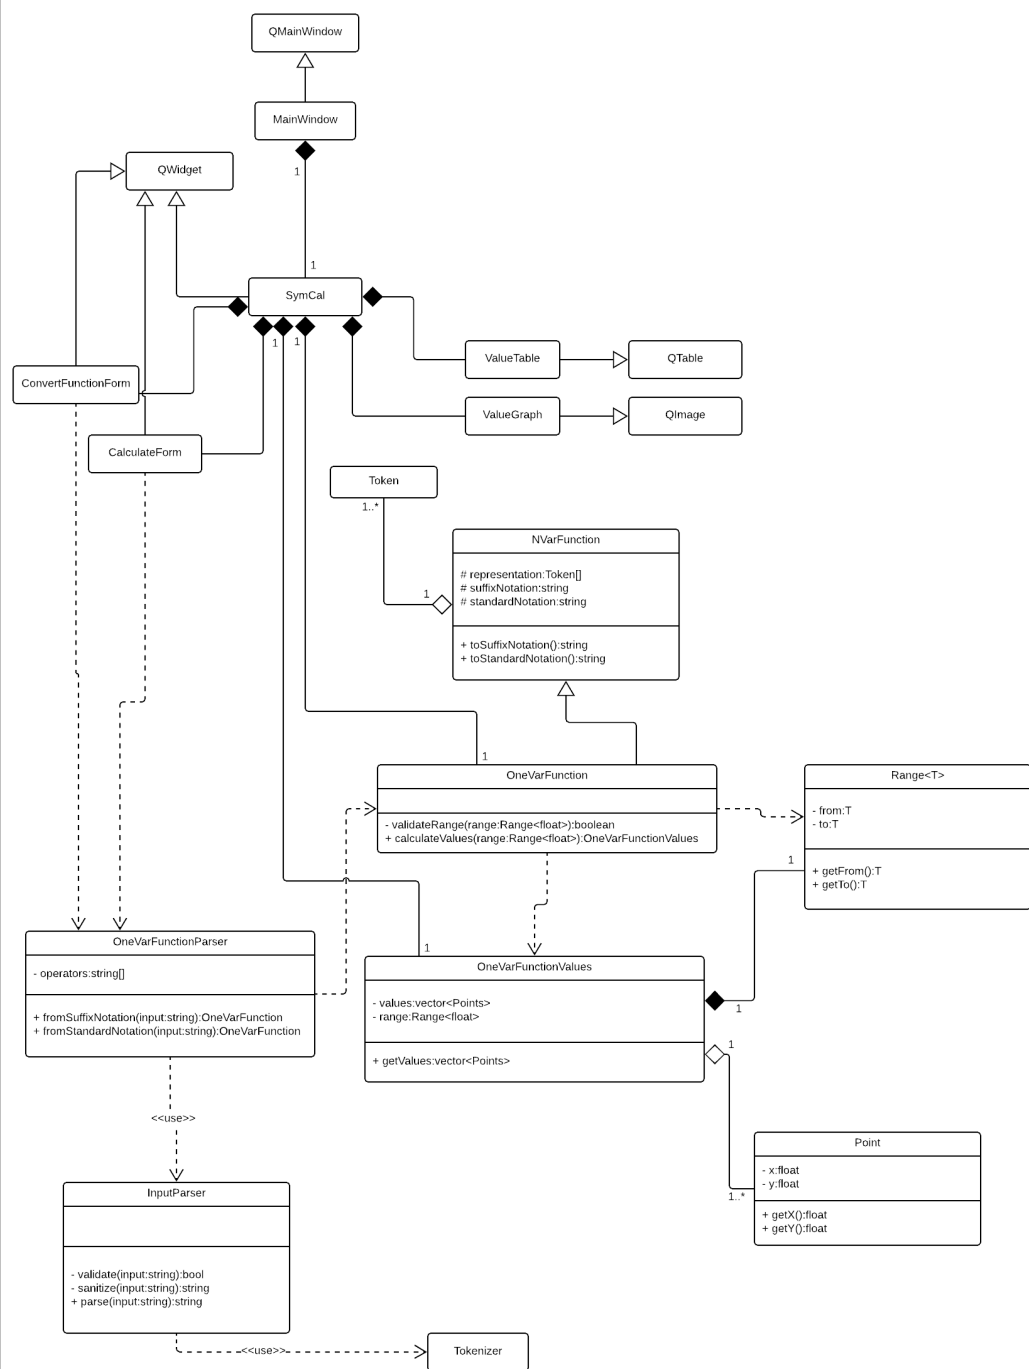 QMainWindow
MainWindow
1
QWidget
1
SymCal
1
1
ValueTable
QTable
ConvertFunctionForm
ValueGraph
QImage
CalculateForm
Token
1..*
NVarFunction
# representation:Token[]
# suffixNotation:string
# standardNotation:string
1
+ toSuffixNotation():string
+ toStandardNotation():string
1
OneVarFunction
- validateRange(range:Range<float>):boolean
+ calculateValues(range:Range<float>):OneVarFunctionValues
Range<T>
- from:T
- to:T
+ getFrom():T
+ getTo():T
1
1
OneVarFunctionParser
- operators:string[]
+ fromSuffixNotation(input:string):OneVarFunction
+ fromStandardNotation(input:string):OneVarFunction
OneVarFunctionValues
- values:vector<Points>
- range:Range<float>
+ getValues:vector<Points>
1
1
1..*
Point
- x:float
- y:float
+ getX():float
+ getY():float
<<use>>
InputParser
- validate(input:string):bool
- sanitize(input:string):string
+ parse(input:string):string
<<use>>
Tokenizer